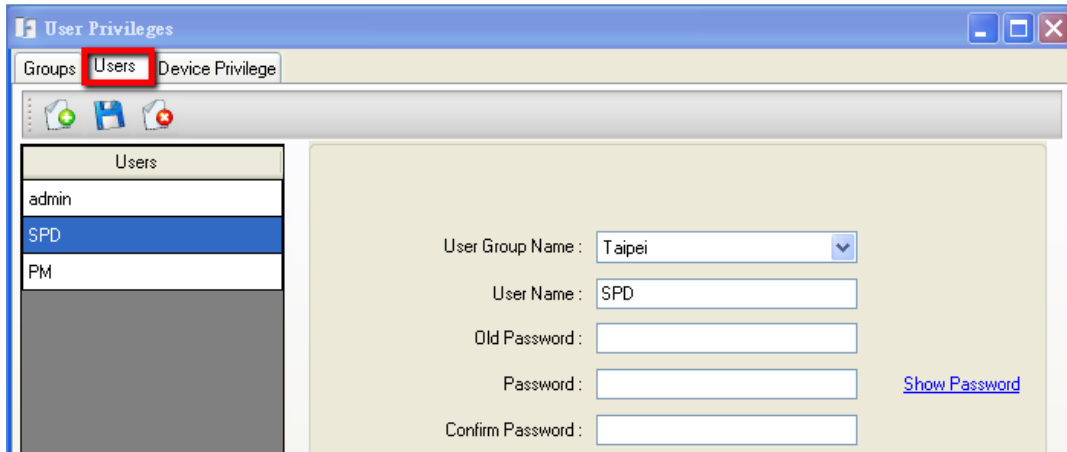 User Privileges
Groups Users Device Privilege
Users
admin
SPD
PM
User Group Name : Taipei
User Name : SPD
Old Password :
Password : Show Password
Confirm Password :